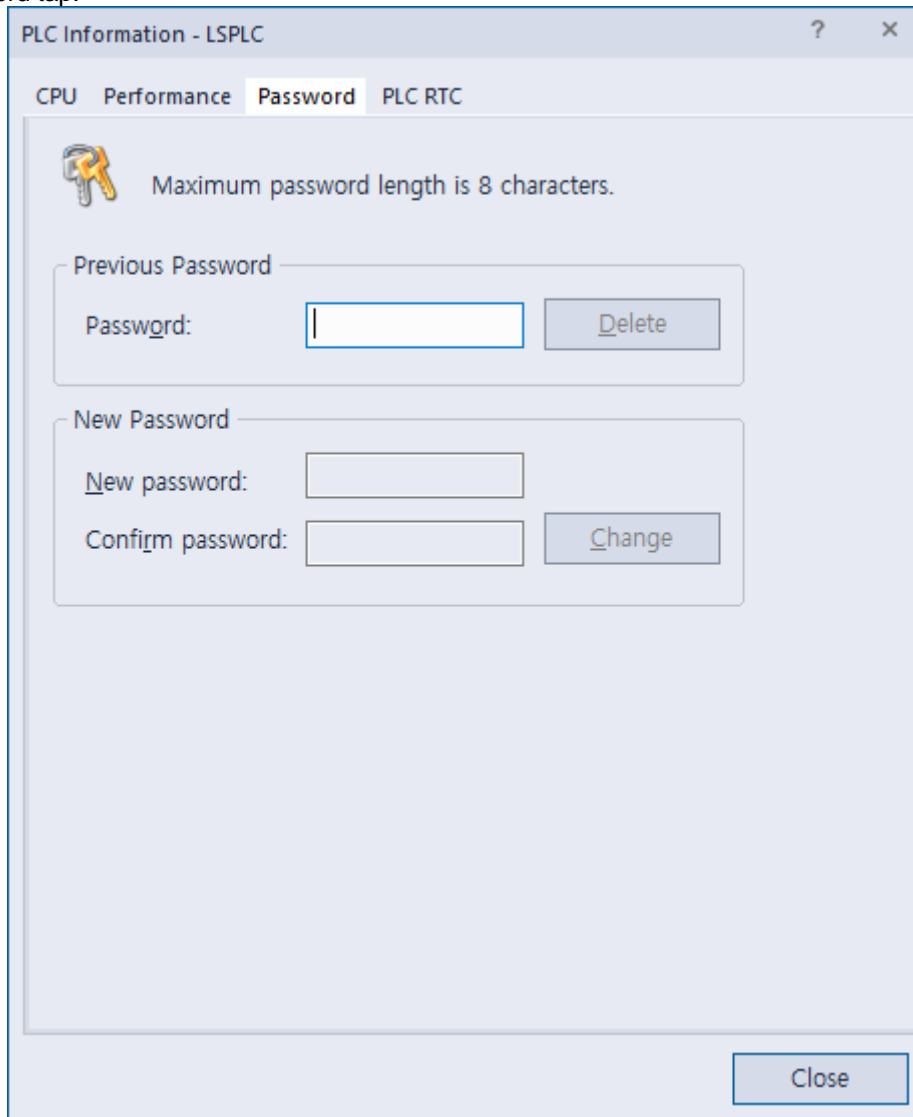 PLC Information - LSPLC ? ×
CPU Performance Password PLC RTC
Maximum password length is 8 characters.
Previous Password
Password: Delete
New Password
New password:
Confirm password: Change
Close